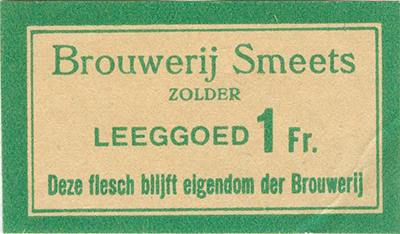 Brouwerij Smeets
ZOLDER
LEEGGOED 1 Fr.
Deze flesch blijft eigendom der Brouwerij